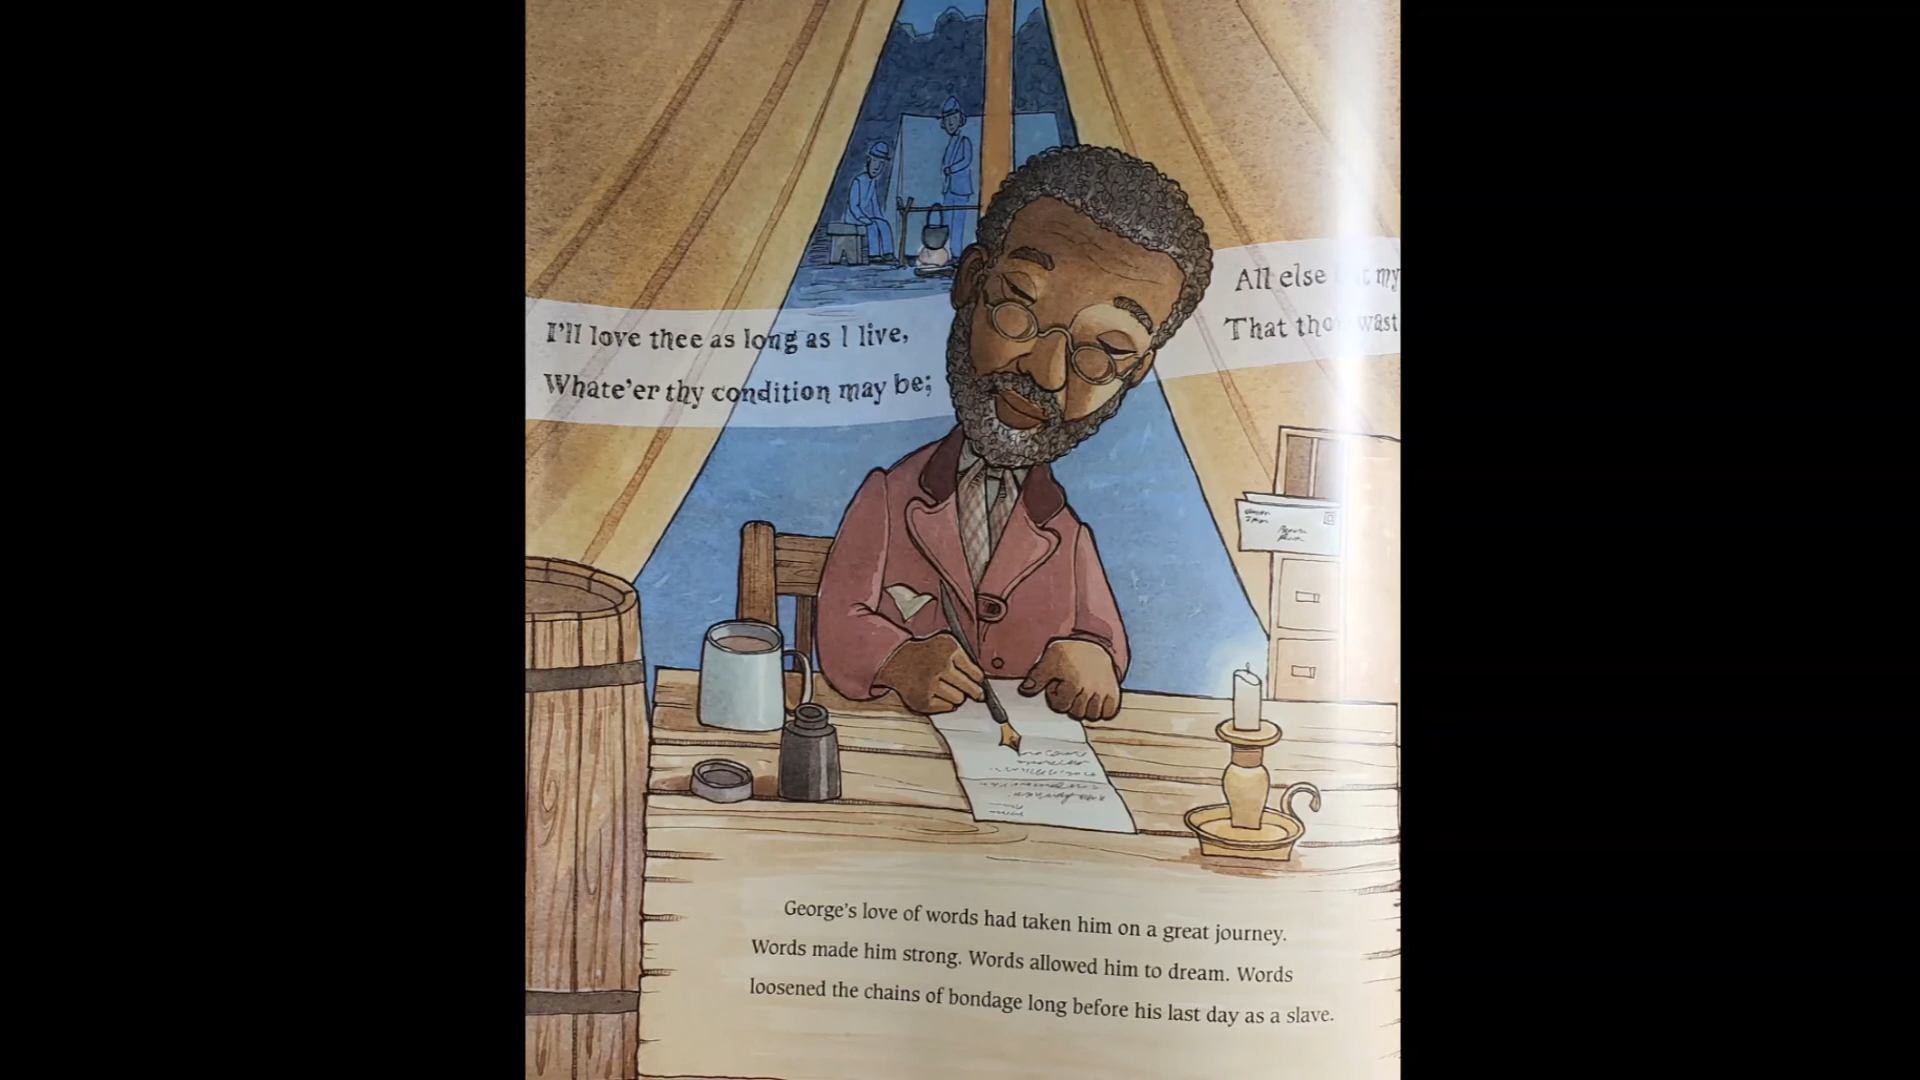 I'll love thee as long as I live,
Whate'er thy condition may be;
All else my
That wast
George's love of words had taken him on a great journey.
Words made him strong. Words allowed him to dream. Words
loosened the chains of bondage long before his last day as a slave.